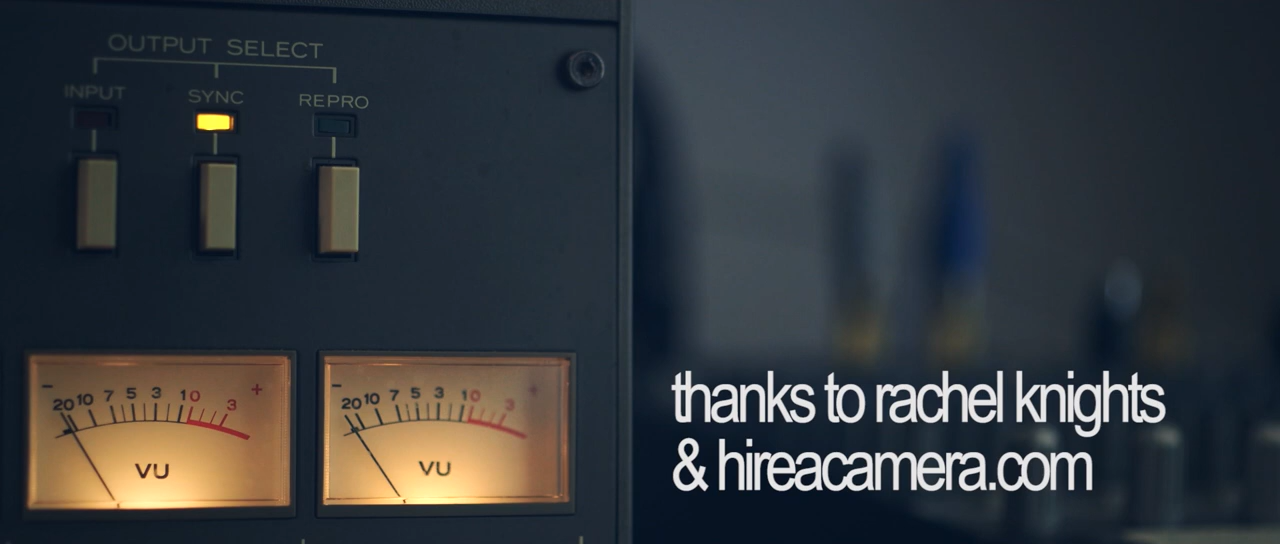 OUTPUT SELECT
INPUT SYNC REPRO
- 20 10 7 5 3 1 0 3 +
VU
- 20 10 7 5 3 1 0 3 +
VU
thanks to rachel knights
& hireacamera.com